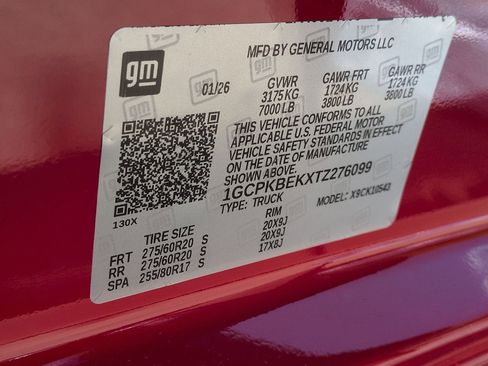 gm
MFD BY GENERAL MOTORS LLC
01/26 GVWR GAWR FRT GAWR RR
3175 KG 1724 KG 1724 KG
7000 LB 3800 LB 3800 LB
THIS VEHICLE CONFORMS TO ALL
APPLICABLE U.S. FEDERAL MOTOR
VEHICLE SAFETY STANDARDS IN EFFECT
ON THE DATE OF MANUFACTURE
1GCPKBEKXTZ276099
TYPE: TRUCK MODEL: X9CK10543
130X
TIRE SIZE RIM
FRT 275/60R20 S 20X9J
RR 275/60R20 S 20X9J
SPA 255/80R17 S 17X8J